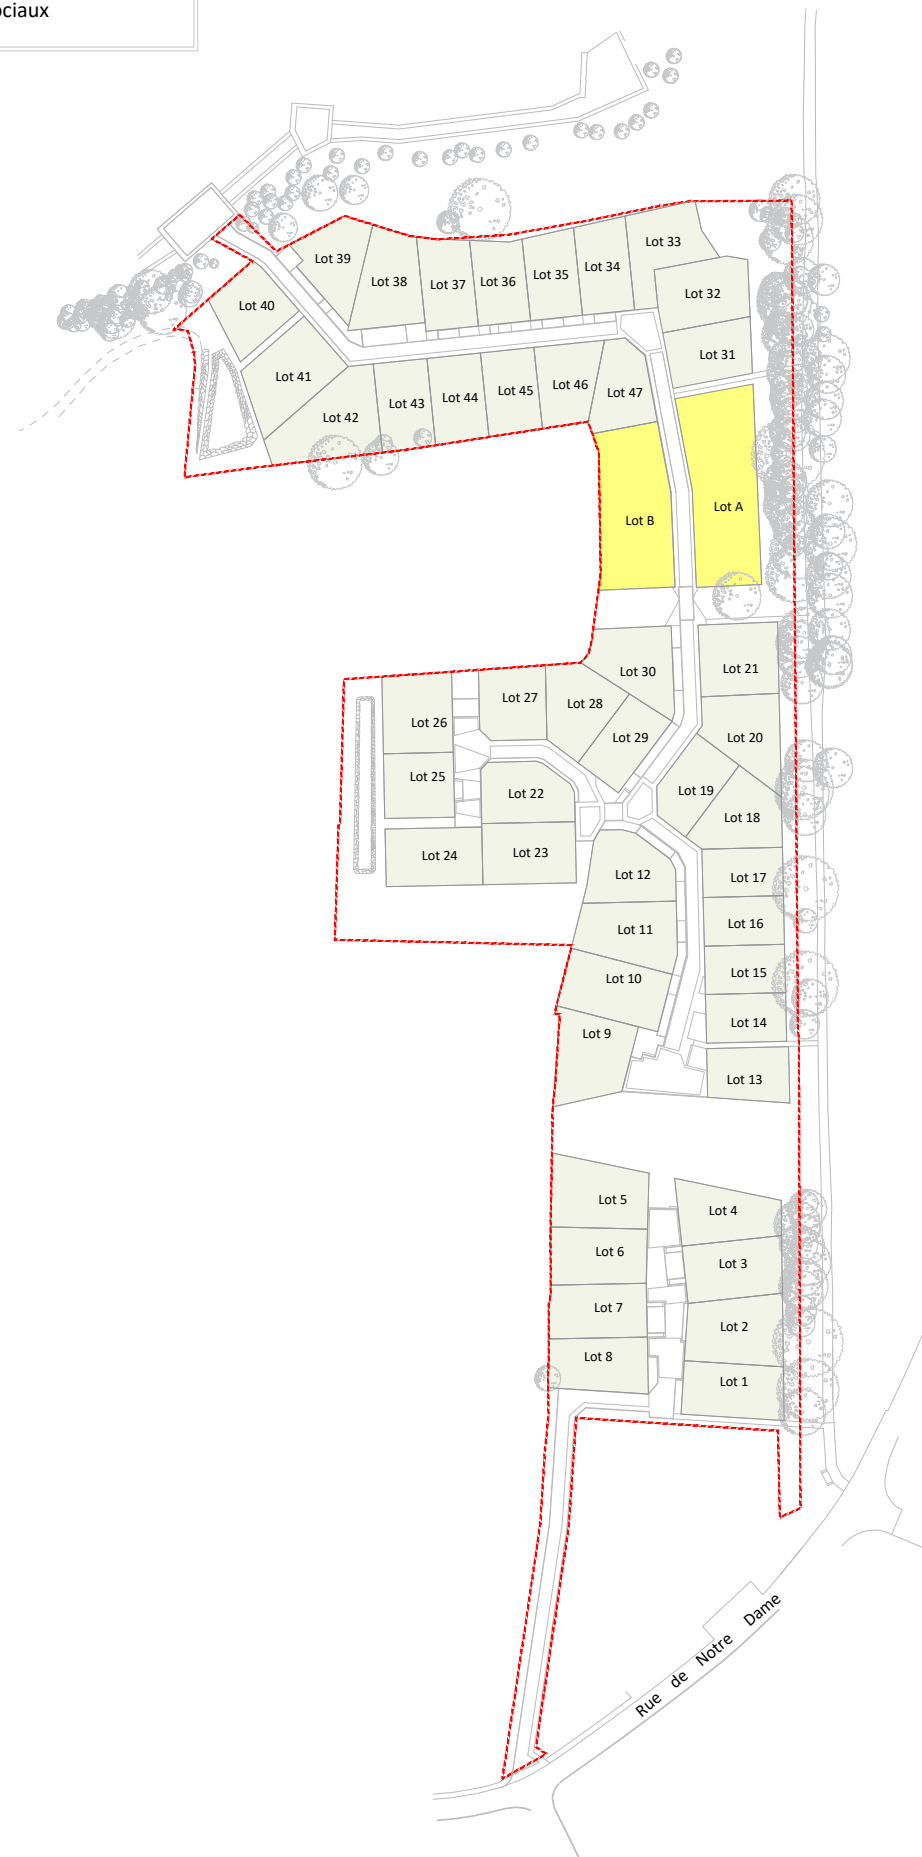 ociaux
Lot 33
Lot 39
Lot 38
Lot 37
Lot 36
Lot 35
Lot 34
Lot 32
Lot 40
Lot 31
Lot 41
Lot 42
Lot 43
Lot 44
Lot 45
Lot 46
Lot 47
Lot A
Lot B
Lot 30
Lot 21
Lot 27
Lot 28
Lot 26
Lot 29
Lot 20
Lot 25
Lot 22
Lot 19
Lot 18
Lot 24
Lot 23
Lot 12
Lot 17
Lot 11
Lot 16
Lot 10
Lot 15
Lot 9
Lot 14
Lot 13
Lot 5
Lot 4
Lot 6
Lot 3
Lot 7
Lot 2
Lot 8
Lot 1
Rue de Notre Dame